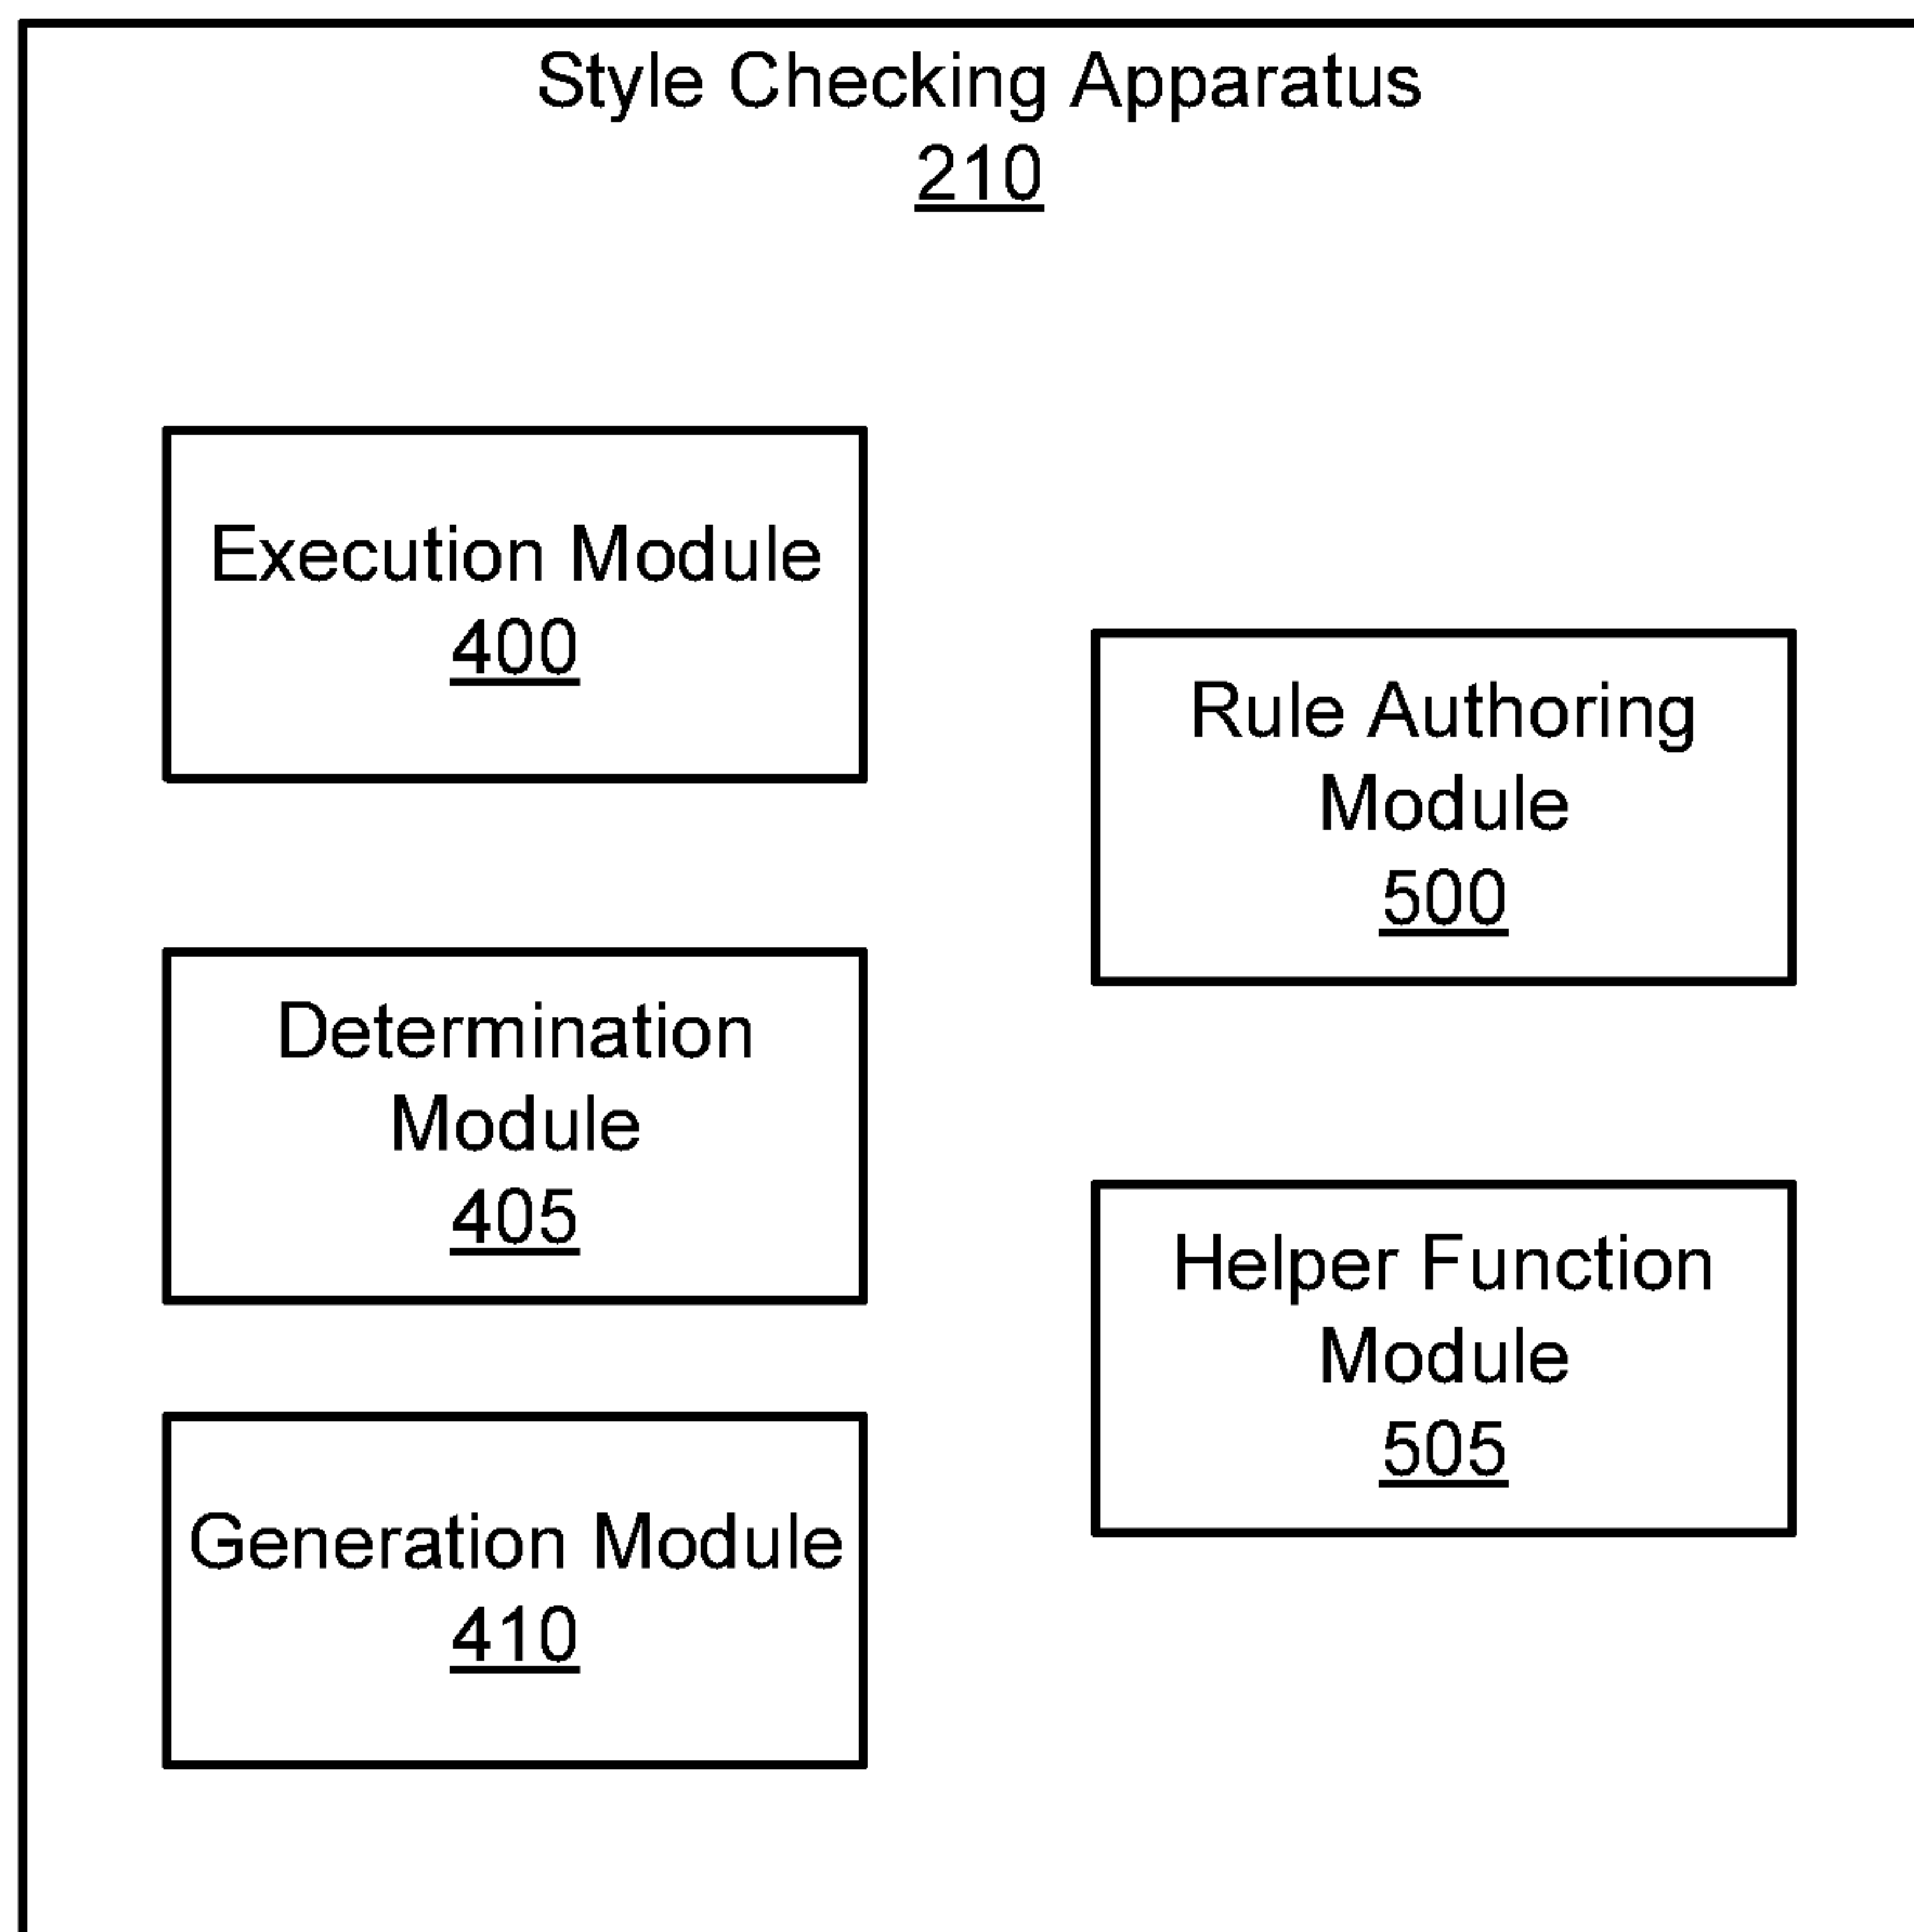 Style Checking Apparatus
210
Execution Module
400
Determination
Module
405
Generation Module
410
Rule Authoring
Module
500
Helper Function
Module
505